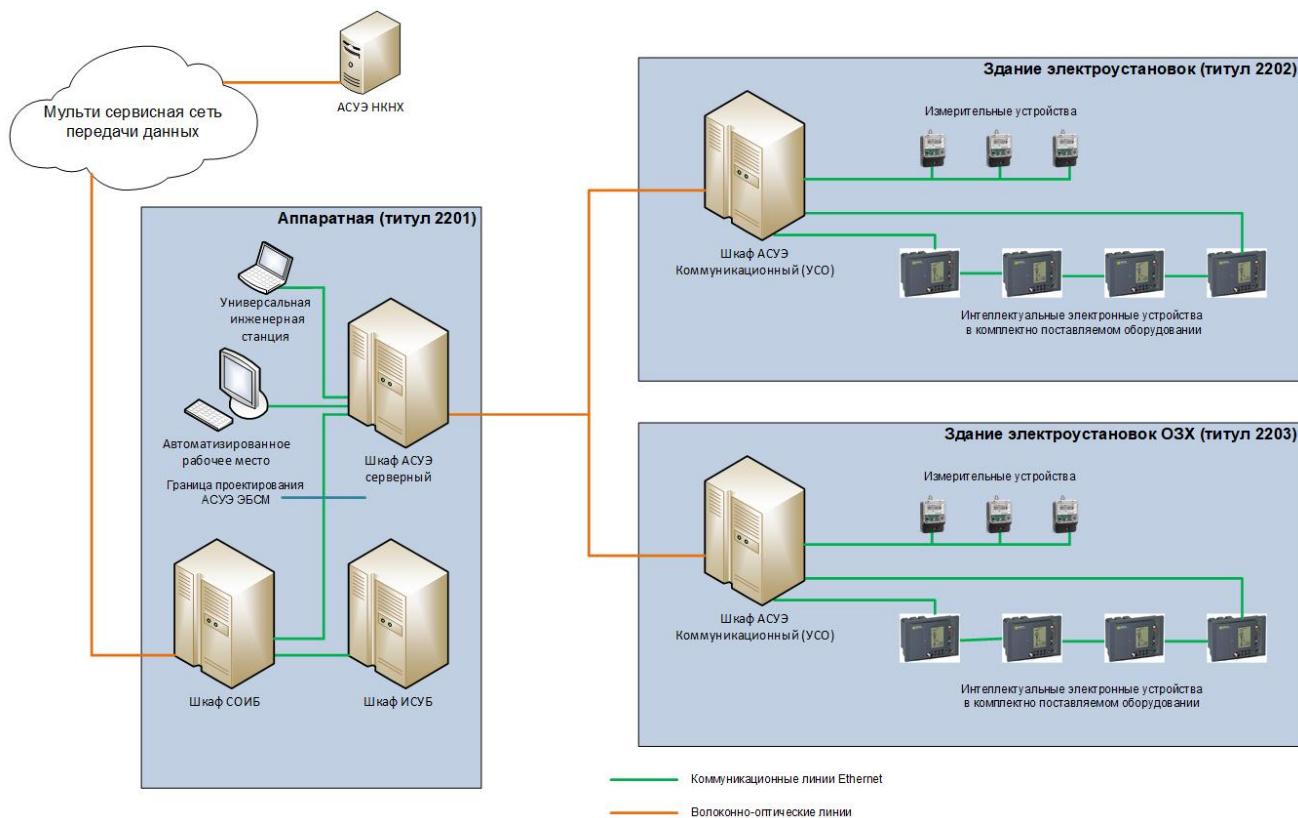 АСУЭ НКНХ
Мульти сервисная сеть
передачи данных
Аппаратная (титул 2201)
Универсальная
инженерная
станция
Автоматизированное
рабочее место
Шкаф АСУЭ
серверный
Граница проектирования
АСУЭ ЭБСМ
Шкаф СОИБ
Шкаф ИСУБ
Здание электроустановок (титул 2202)
Измерительные устройства
Шкаф АСУЭ
Коммуникационный (УСО)
Интеллектуальные электронные устройства
в комплектно поставляемом оборудовании
Здание электроустановок ОЗХ (титул 2203)
Измерительные устройства
Шкаф АСУЭ
Коммуникационный (УСО)
Интеллектуальные электронные устройства
в комплектно поставляемом оборудовании
Коммуникационные линии Ethernet
Волоконно-оптические линии